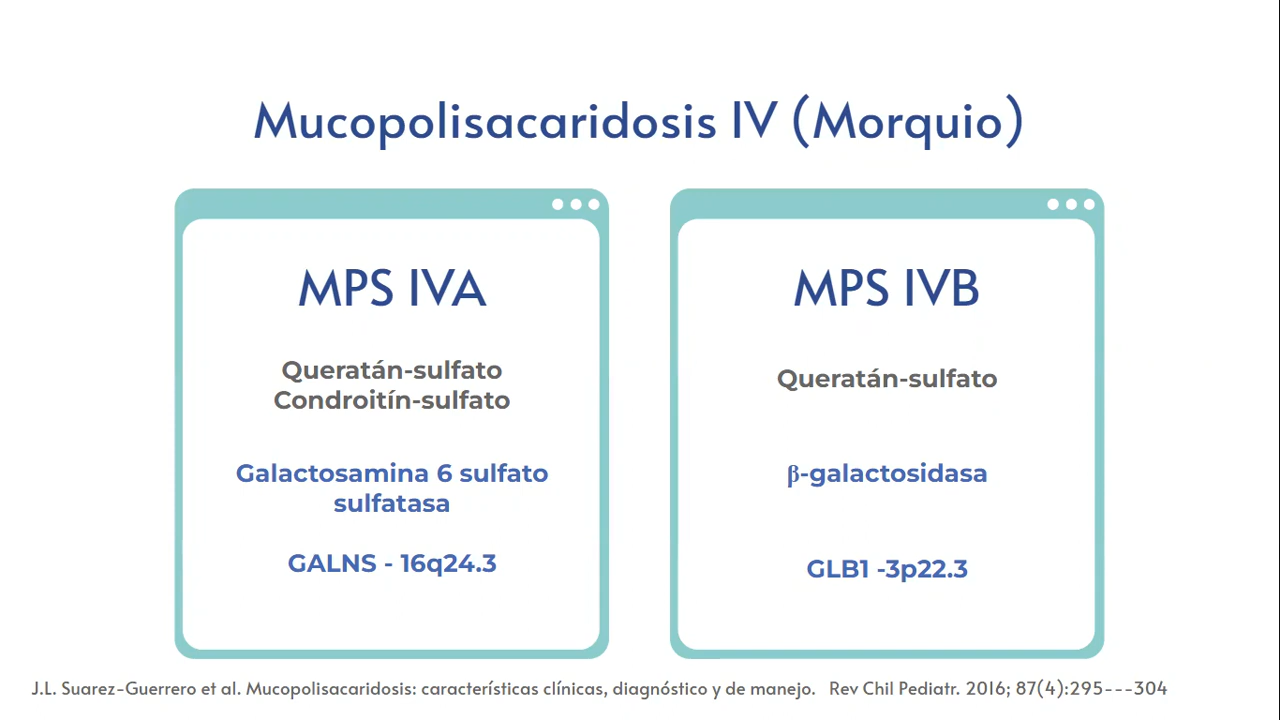 Mucopolisacaridosis IV (Morquio)
MPS IVA
Queratán-sulfato
Condroitín-sulfato
Galactosamina 6 sulfato
sulfatasa
GALNS - 16q24.3
MPS IVB
Queratán-sulfato
β-galactosidasa
GLB1 -3p22.3
J.L. Suarez-Guerrero et al. Mucopolisacaridosis: características clínicas, diagnóstico y de manejo. Rev Chil Pediatr. 2016; 87(4):295---304